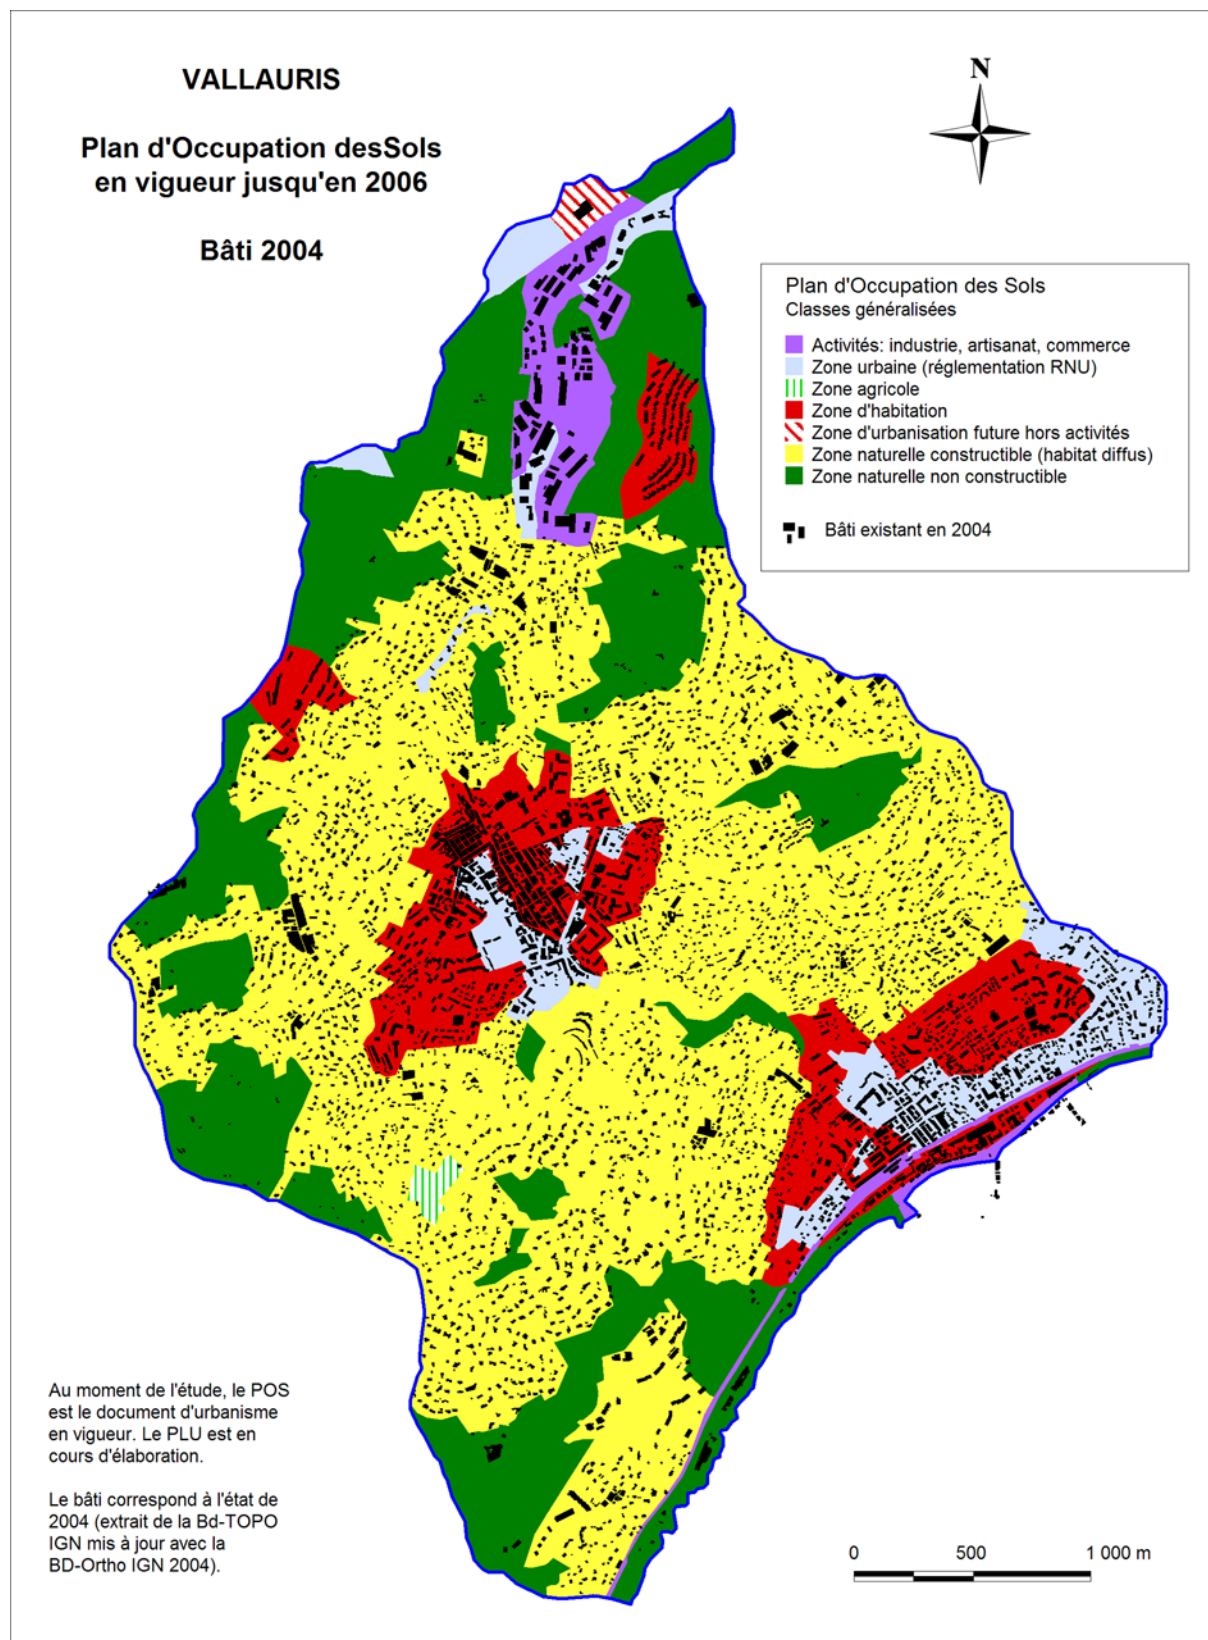 VALLAURIS
Plan d'Occupation desSols
en vigueur jusqu'en 2006
Bâti 2004
N
Plan d'Occupation des Sols
Classes généralisées
Activités: industrie, artisanat, commerce
Zone urbaine (réglementation RNU)
Zone agricole
Zone d'habitation
Zone d'urbanisation future hors activités
Zone naturelle constructible (habitat diffus)
Zone naturelle non constructible
Bâti existant en 2004
Au moment de l'étude, le POS
est le document d'urbanisme
en vigueur. Le PLU est en
cours d'élaboration.
Le bâti correspond à l'état de
2004 (extrait de la Bd-TOPO
IGN mis à jour avec la
BD-Ortho IGN 2004).
0 500 1 000 m